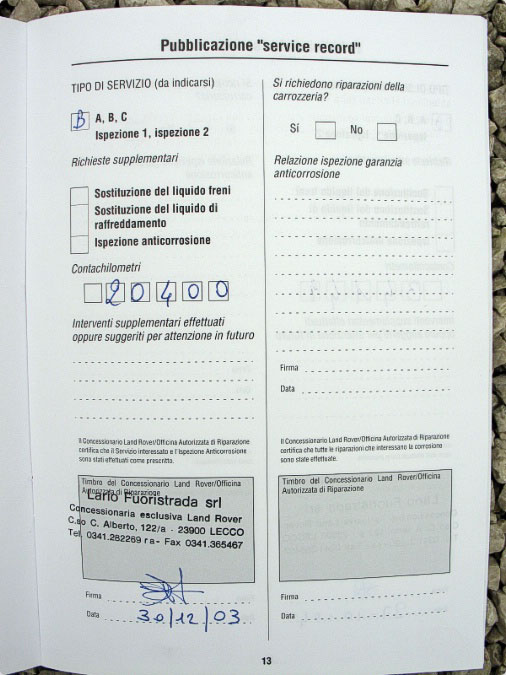 Pubblicazione "service record"
TIPO DI SERVIZIO (da indicarsi)
B
A, B, C
Ispezione 1, ispezione 2
Richieste supplementari
Sostituzione del liquido freni
Sostituzione del liquido di
raffreddamento
Ispezione anticorrosione
Contachilometri
20400
Interventi supplementari effettuati
oppure suggeriti per attenzione in futuro
Il Concessionario Land Rover/Officina Autorizzata di Riparazione
certifica che il Servizio interessato e l'Ispezione Anticorrosione
sono stati effettuati come prescritto.
Timbro del Concessionario Land Rover/Officina
Autorizzata di Riparazione
Lario Fuoristrada srl
Concessionaria esclusiva Land Rover
C.so C. Alberto, 122/a - 23900 LECCO
Tel. 0341.282269 r a - Fax 0341.365467
Firma
Data 30/12/03
Si richiedono riparazioni della
carrozzeria?
Sí No
Relazione ispezione garanzia
anticorrosione
Firma
Data
Il Concessionario Land Rover/Officina Autorizzata di Riparazione
certifica che tutte le riparazioni che interessano la corrosione
sono state effettuate.
Timbro del Concessionario Land Rover/Officina
Autorizzata di Riparazione
Firma
Data
13